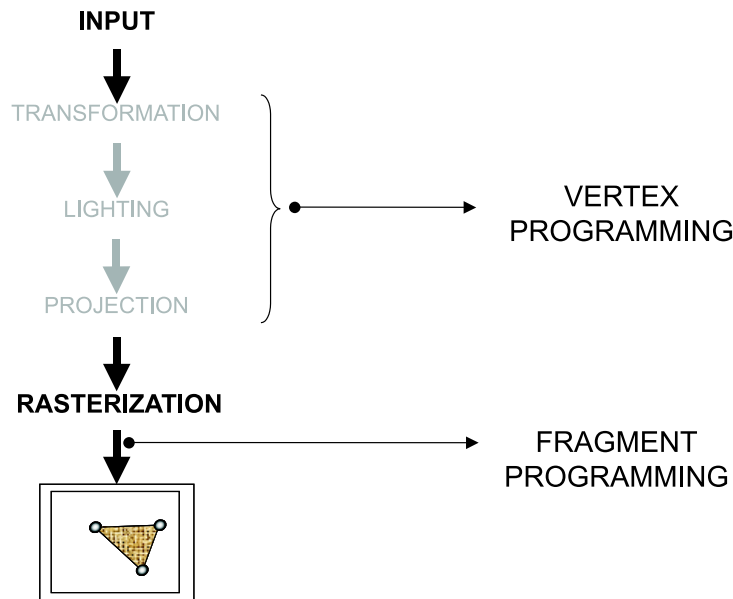 INPUT
TRANSFORMATION
LIGHTING
PROJECTION
VERTEX
PROGRAMMING
RASTERIZATION
FRAGMENT
PROGRAMMING